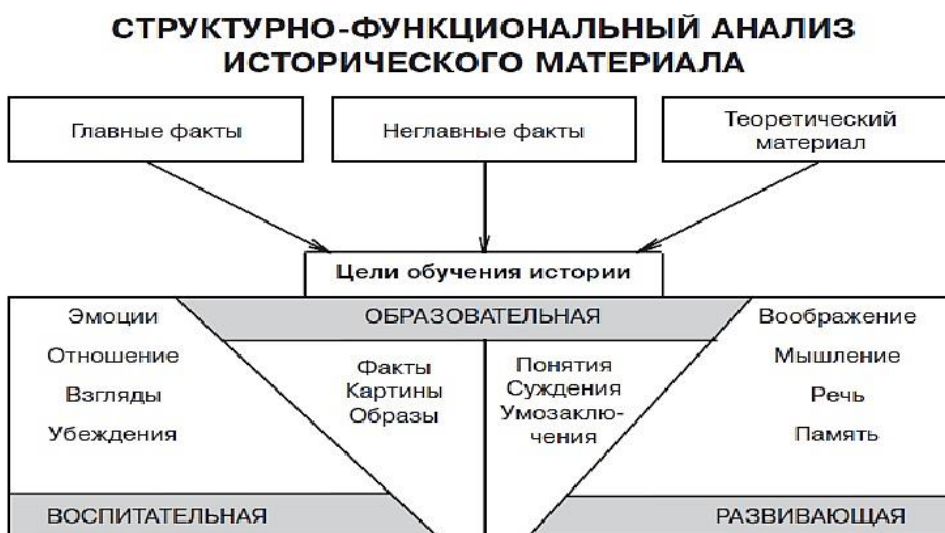 СТРУКТУРНО-ФУНКЦИОНАЛЬНЫЙ АНАЛИЗ
ИСТОРИЧЕСКОГО МАТЕРИАЛА
Главные факты
Неглавные факты
Теоретический
материал
Цели обучения истории
ОБРАЗОВАТЕЛЬНАЯ
Эмоции
Отношение
Взгляды
Убеждения
Факты
Картины
Образы
Понятия
Суждения
Умозаклю-
чения
Воображение
Мышление
Речь
Память
ВОСПИТАТЕЛЬНАЯ
РАЗВИВАЮЩАЯ